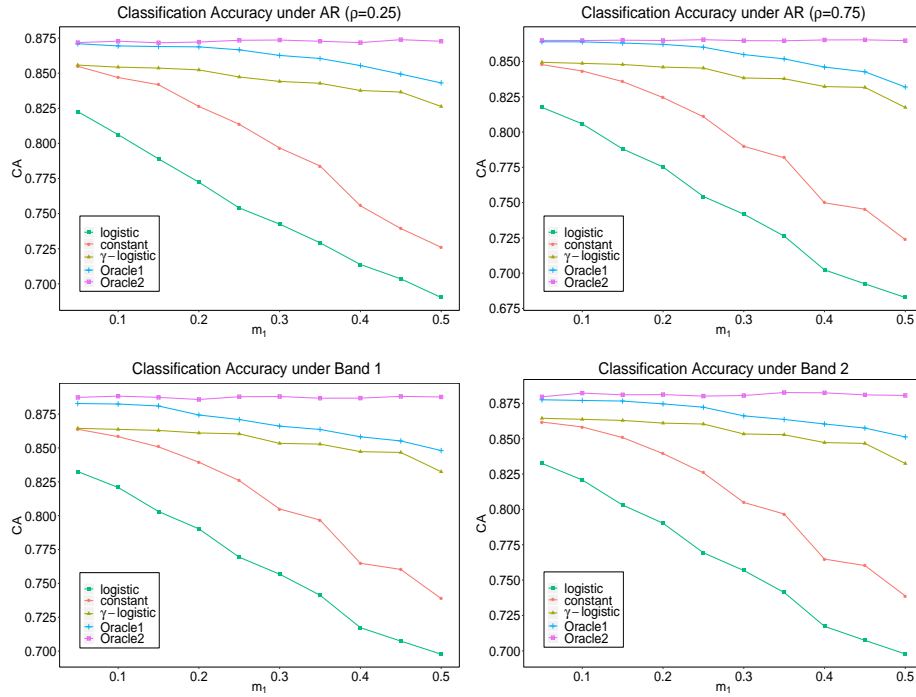 Classification Accuracy under AR (ρ=0.25)
CA
0.875
0.850
0.825
0.800
0.775
0.750
0.725
0.700
logistic
constant
γ−logistic
Oracle1
Oracle2
0.1 0.2 0.3 0.4 0.5
m₁
Classification Accuracy under AR (ρ=0.75)
CA
0.850
0.825
0.800
0.775
0.750
0.725
0.700
0.675
logistic
constant
γ−logistic
Oracle1
Oracle2
0.1 0.2 0.3 0.4 0.5
m₁
Classification Accuracy under Band 1
CA
0.875
0.850
0.825
0.800
0.775
0.750
0.725
0.700
logistic
constant
γ−logistic
Oracle1
Oracle2
0.1 0.2 0.3 0.4 0.5
m₁
Classification Accuracy under Band 2
CA
0.875
0.850
0.825
0.800
0.775
0.750
0.725
0.700
logistic
constant
γ−logistic
Oracle1
Oracle2
0.1 0.2 0.3 0.4 0.5
m₁